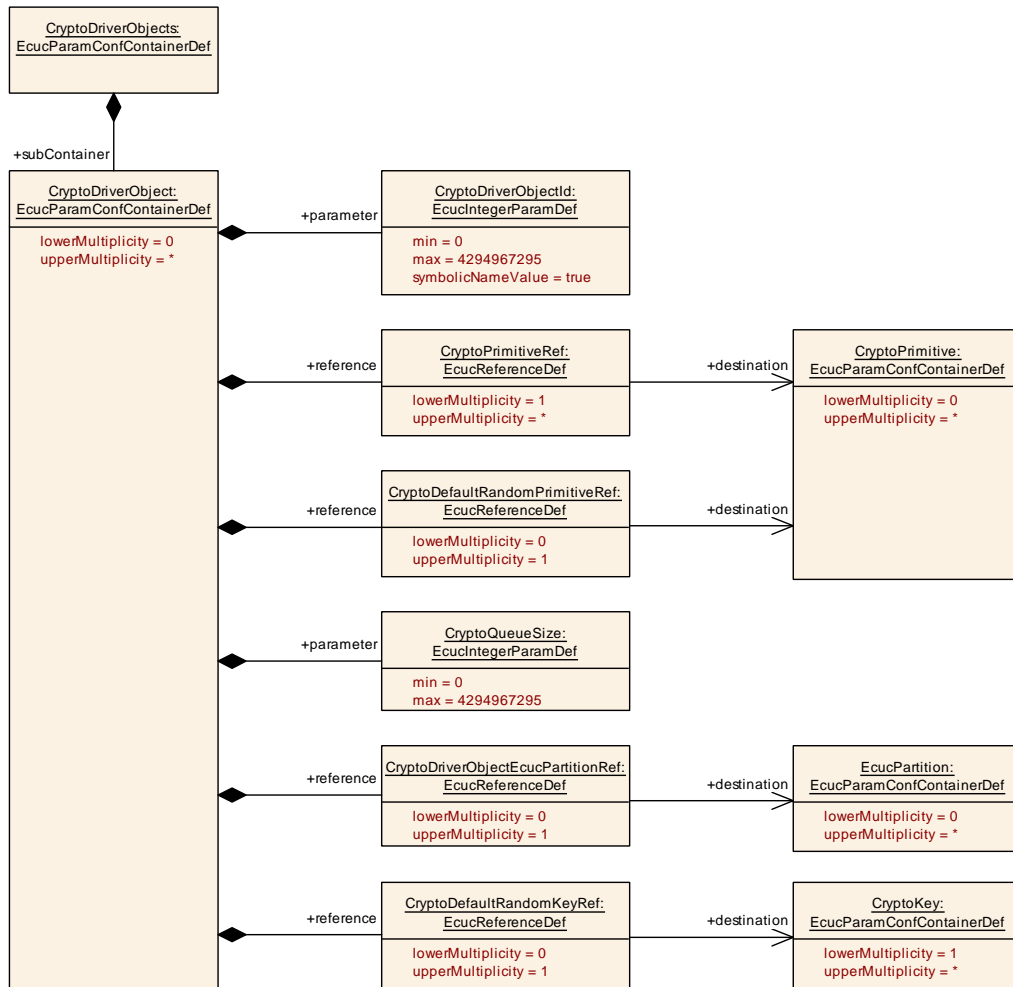 CryptoDriverObjects:
EcucParamConfContainerDef
+subContainer
CryptoDriverObject:
EcucParamConfContainerDef
lowerMultiplicity = 0
upperMultiplicity = *
+parameter
CryptoDriverObjectId:
EcucIntegerParamDef
min = 0
max = 4294967295
symbolicNameValue = true
+reference
CryptoPrimitiveRef:
EcucReferenceDef
lowerMultiplicity = 1
upperMultiplicity = *
+destination
CryptoPrimitive:
EcucParamConfContainerDef
lowerMultiplicity = 0
upperMultiplicity = *
+reference
CryptoDefaultRandomPrimitiveRef:
EcucReferenceDef
lowerMultiplicity = 0
upperMultiplicity = 1
+destination
+parameter
CryptoQueueSize:
EcucIntegerParamDef
min = 0
max = 4294967295
+reference
CryptoDriverObjectEcucPartitionRef:
EcucReferenceDef
lowerMultiplicity = 0
upperMultiplicity = 1
+destination
EcucPartition:
EcucParamConfContainerDef
lowerMultiplicity = 0
upperMultiplicity = *
+reference
CryptoDefaultRandomKeyRef:
EcucReferenceDef
lowerMultiplicity = 0
upperMultiplicity = 1
+destination
CryptoKey:
EcucParamConfContainerDef
lowerMultiplicity = 1
upperMultiplicity = *